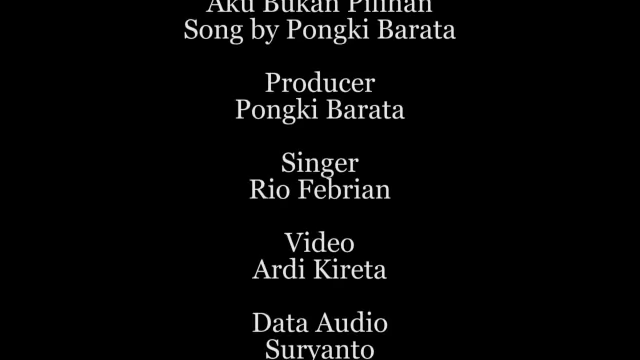 Aku Bukan Pilihan
Song by Pongki Barata
Producer
Pongki Barata
Singer
Rio Febrian
Video
Ardi Kireta
Data Audio
Suryanto